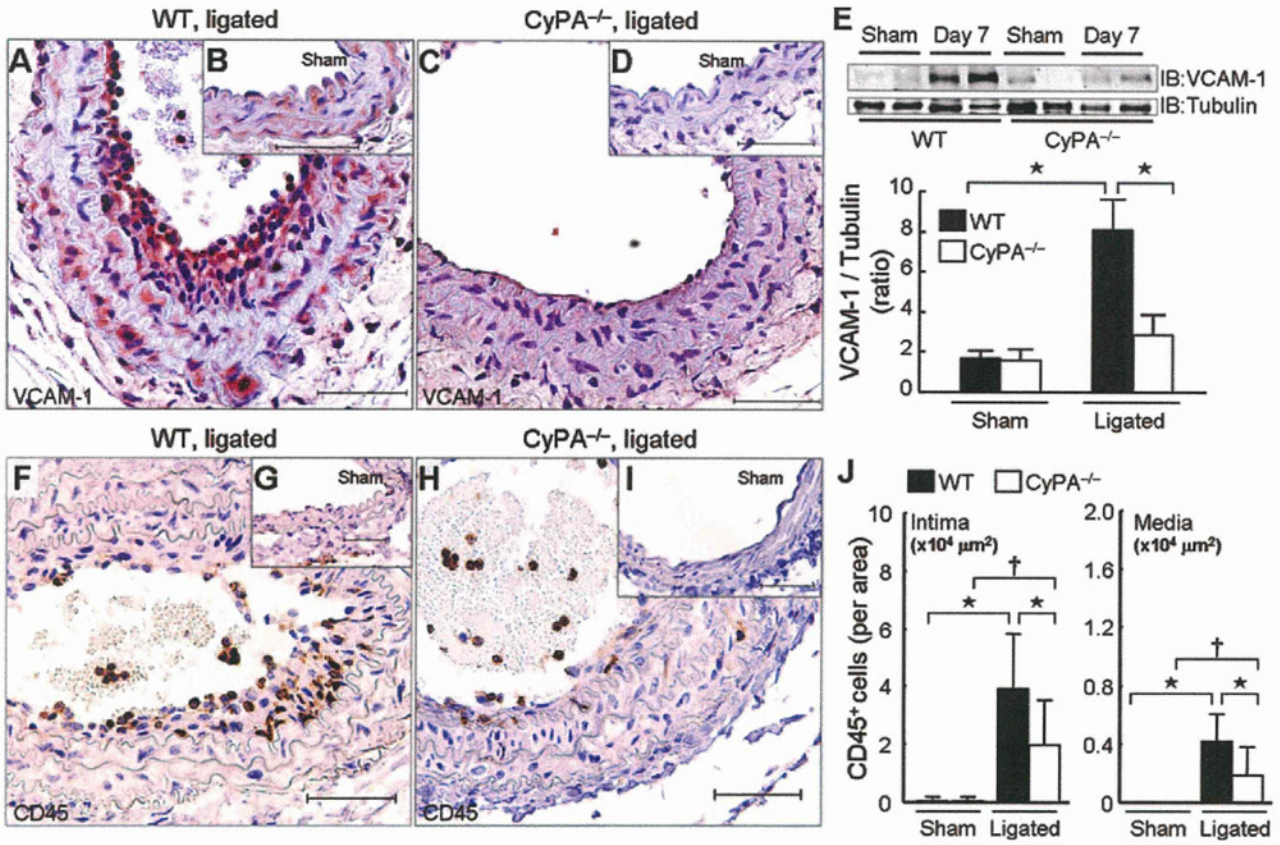 WT, ligated
CyPA–/–, ligated
A
B
Sham
C
D
Sham
VCAM-1
VCAM-1
E
Sham Day 7 Sham Day 7
IB:VCAM-1
IB:Tubulin
WT CyPA–/–
* *
VCAM-1 / Tubulin
(ratio)
10
8
6
4
2
0
WT
CyPA–/–
Sham Ligated
WT, ligated
CyPA–/–, ligated
F
G
Sham
H
I
Sham
CD45
CD45
J
WT CyPA–/–
CD45+ cells (per area)
Intima
(x10⁴ µm²)
10
8
6
4
2
0
†
* *
Sham Ligated
Media
(x10⁴ µm²)
2.0
1.6
1.2
0.8
0.4
0
†
* *
Sham Ligated